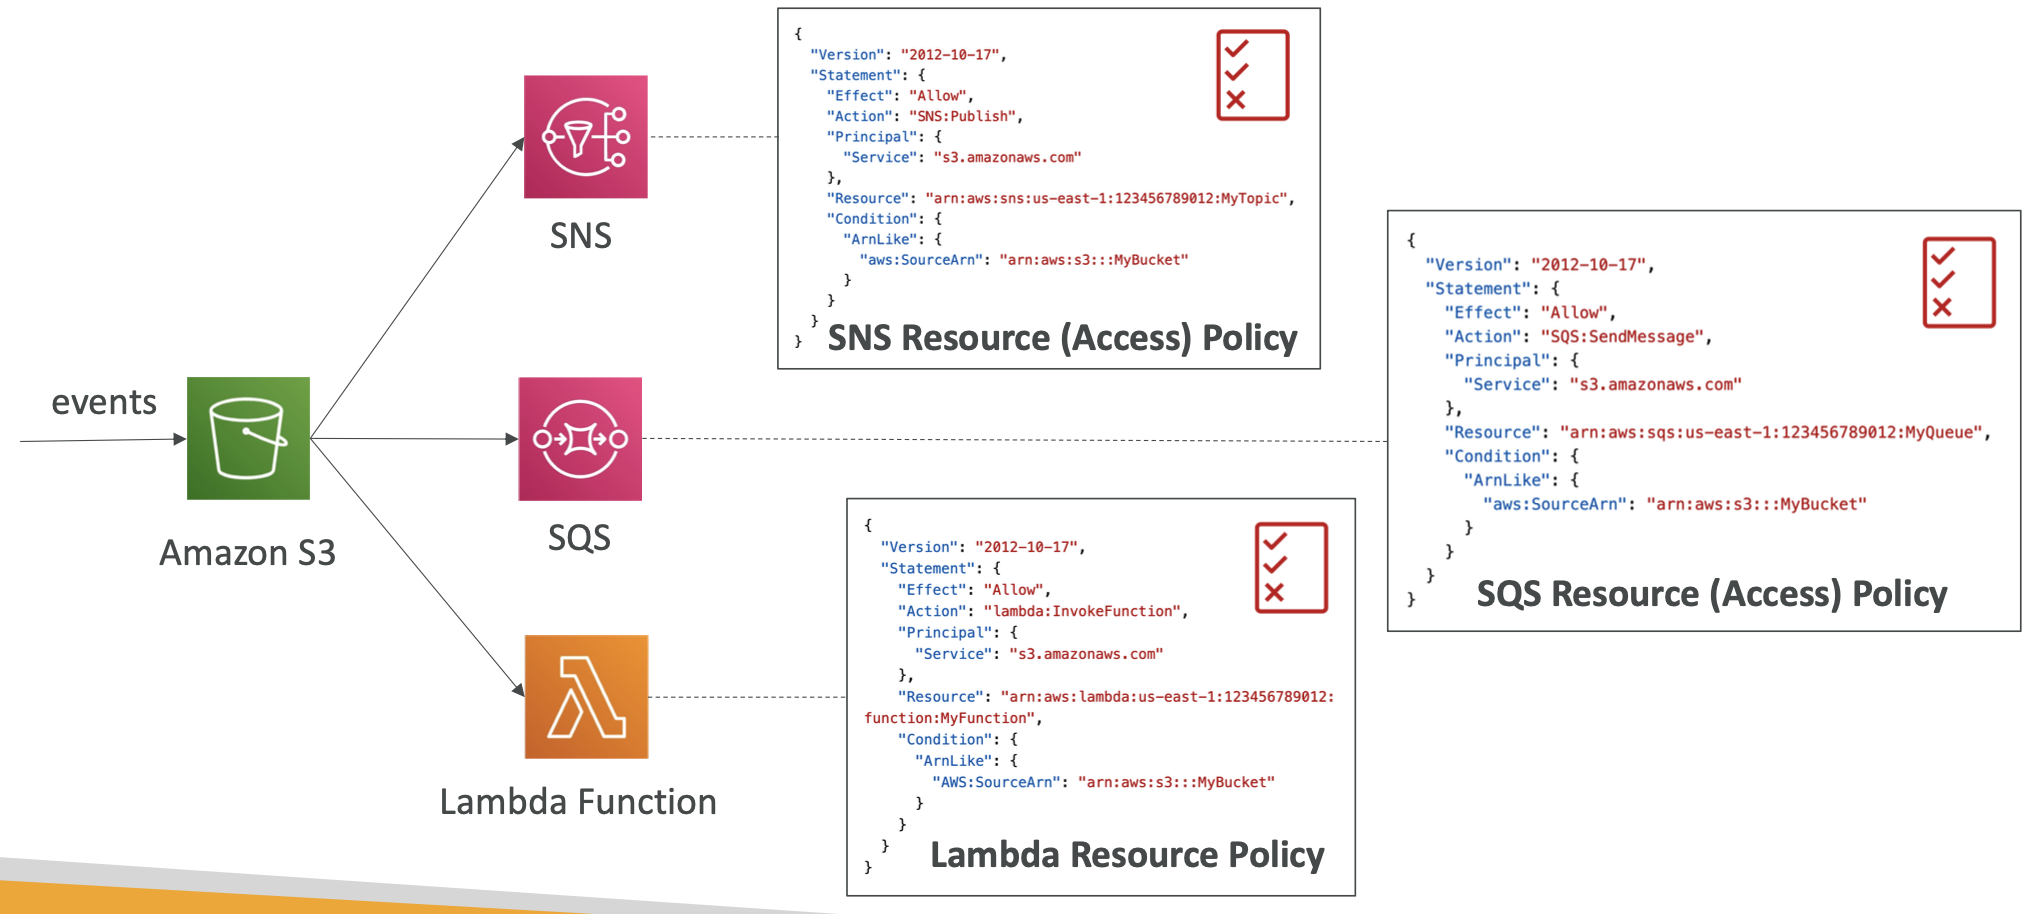 events
Amazon S3
SNS
SQS
Lambda Function
{
"Version": "2012-10-17",
"Statement": {
"Effect": "Allow",
"Action": "SNS:Publish",
"Principal": {
"Service": "s3.amazonaws.com"
},
"Resource": "arn:aws:sns:us-east-1:123456789012:MyTopic",
"Condition": {
"ArnLike": {
"aws:SourceArn": "arn:aws:s3:::MyBucket"
}
}
}
}
SNS Resource (Access) Policy
{
"Version": "2012-10-17",
"Statement": {
"Effect": "Allow",
"Action": "SQS:SendMessage",
"Principal": {
"Service": "s3.amazonaws.com"
},
"Resource": "arn:aws:sqs:us-east-1:123456789012:MyQueue",
"Condition": {
"ArnLike": {
"aws:SourceArn": "arn:aws:s3:::MyBucket"
}
}
}
}
SQS Resource (Access) Policy
{
"Version": "2012-10-17",
"Statement": {
"Effect": "Allow",
"Action": "lambda:InvokeFunction",
"Principal": {
"Service": "s3.amazonaws.com"
},
"Resource": "arn:aws:lambda:us-east-1:123456789012:
function:MyFunction",
"Condition": {
"ArnLike": {
"AWS:SourceArn": "arn:aws:s3:::MyBucket"
}
}
}
}
Lambda Resource Policy